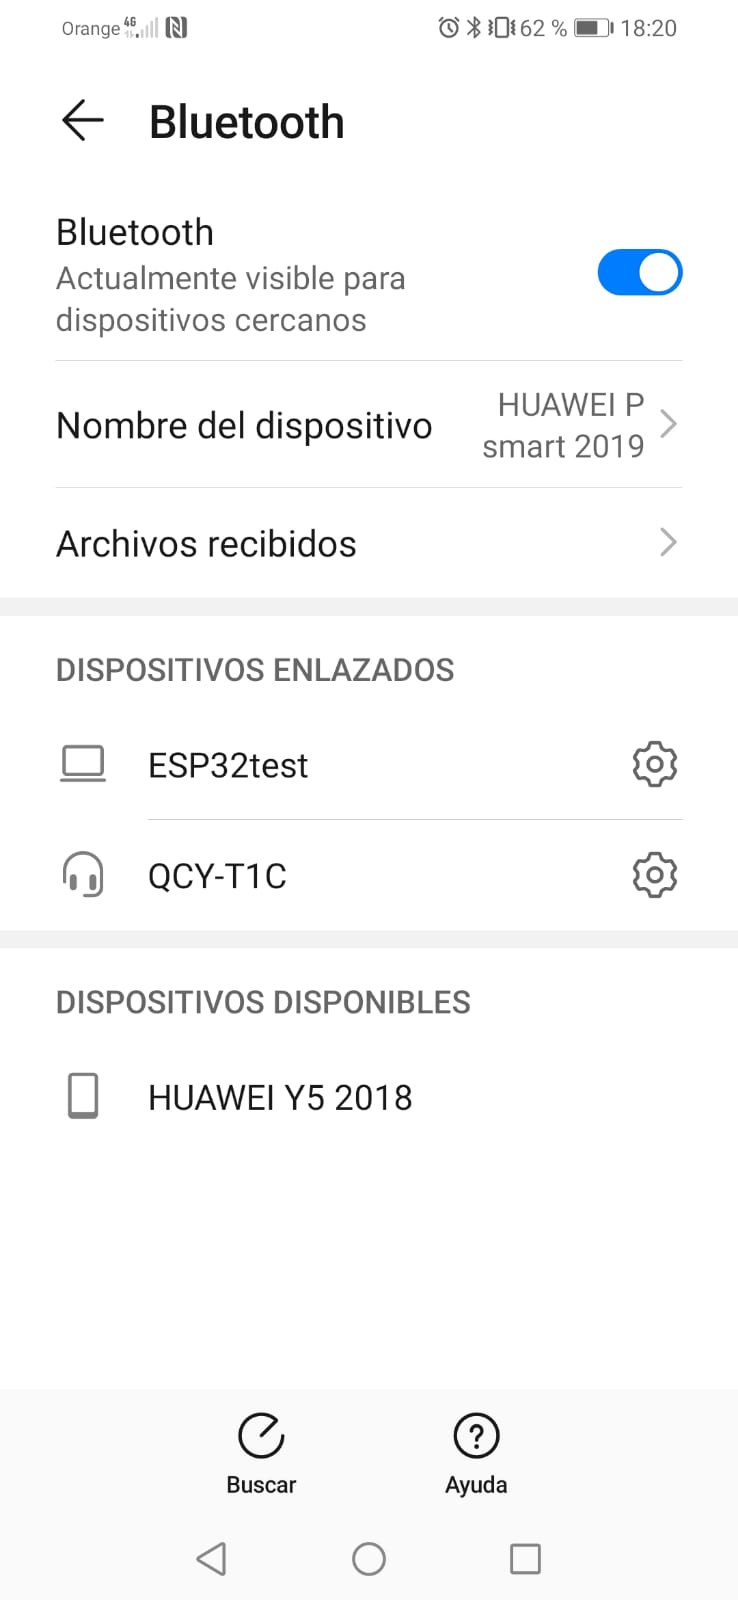 Orange 4G 62 % 18:20
Bluetooth
Bluetooth
Actualmente visible para
dispositivos cercanos
Nombre del dispositivo
HUAWEI P
smart 2019
Archivos recibidos
DISPOSITIVOS ENLAZADOS
ESP32test
QCY-T1C
DISPOSITIVOS DISPONIBLES
HUAWEI Y5 2018
Buscar
Ayuda